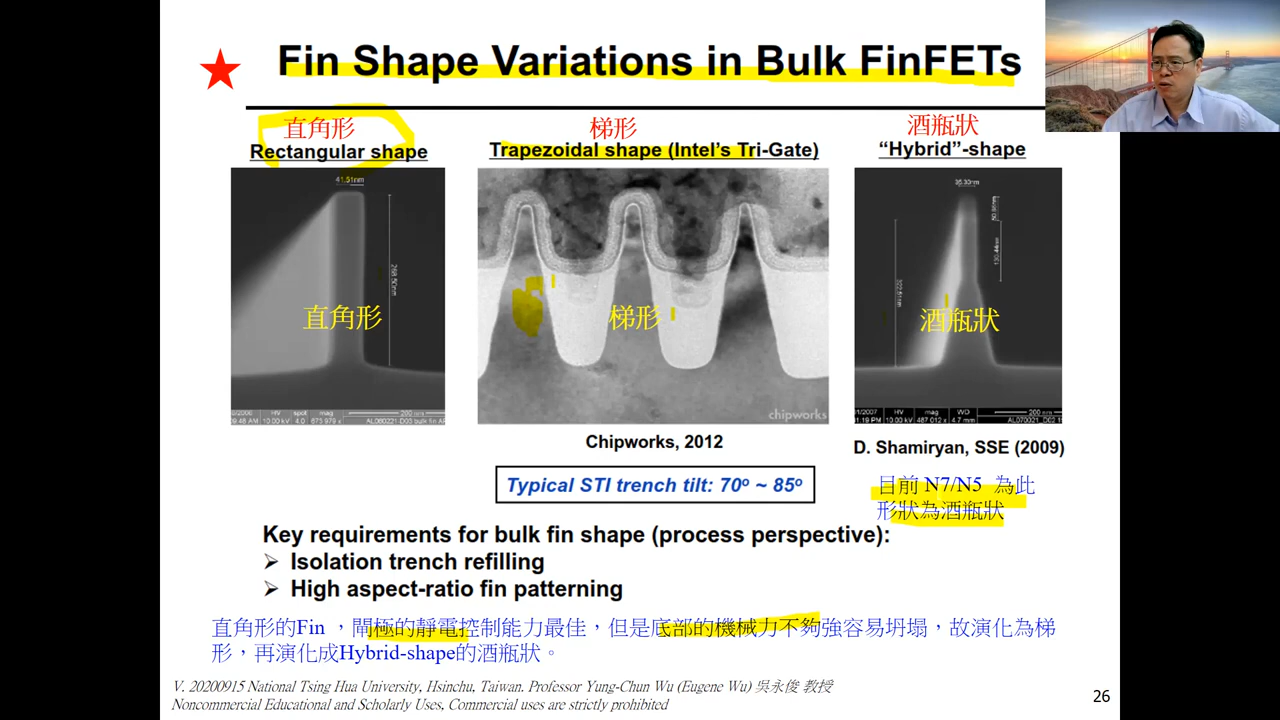 Fin Shape Variations in Bulk FinFETs
直角形
Rectangular shape
梯形
Trapezoidal shape (Intel's Tri-Gate)
酒瓶狀
“Hybrid”-shape
41.51nm
直角形
200 nm
梯形
chipworks
酒瓶狀
200 nm
Chipworks, 2012
D. Shamiryan, SSE (2009)
Typical STI trench tilt: 70º ~ 85º
目前 N7/N5 為此
形狀為酒瓶狀
Key requirements for bulk fin shape (process perspective):
➢ Isolation trench refilling
➢ High aspect-ratio fin patterning
直角形的Fin ,閘極的靜電控制能力最佳，但是底部的機械力不夠強容易坍塌，故演化為梯
形，再演化成Hybrid-shape的酒瓶狀。
V. 20200915 National Tsing Hua University, Hsinchu, Taiwan. Professor Yung-Chun Wu (Eugene Wu) 吳永俊 教授
Noncommercial Educational and Scholarly Uses, Commercial uses are strictly prohibited
26